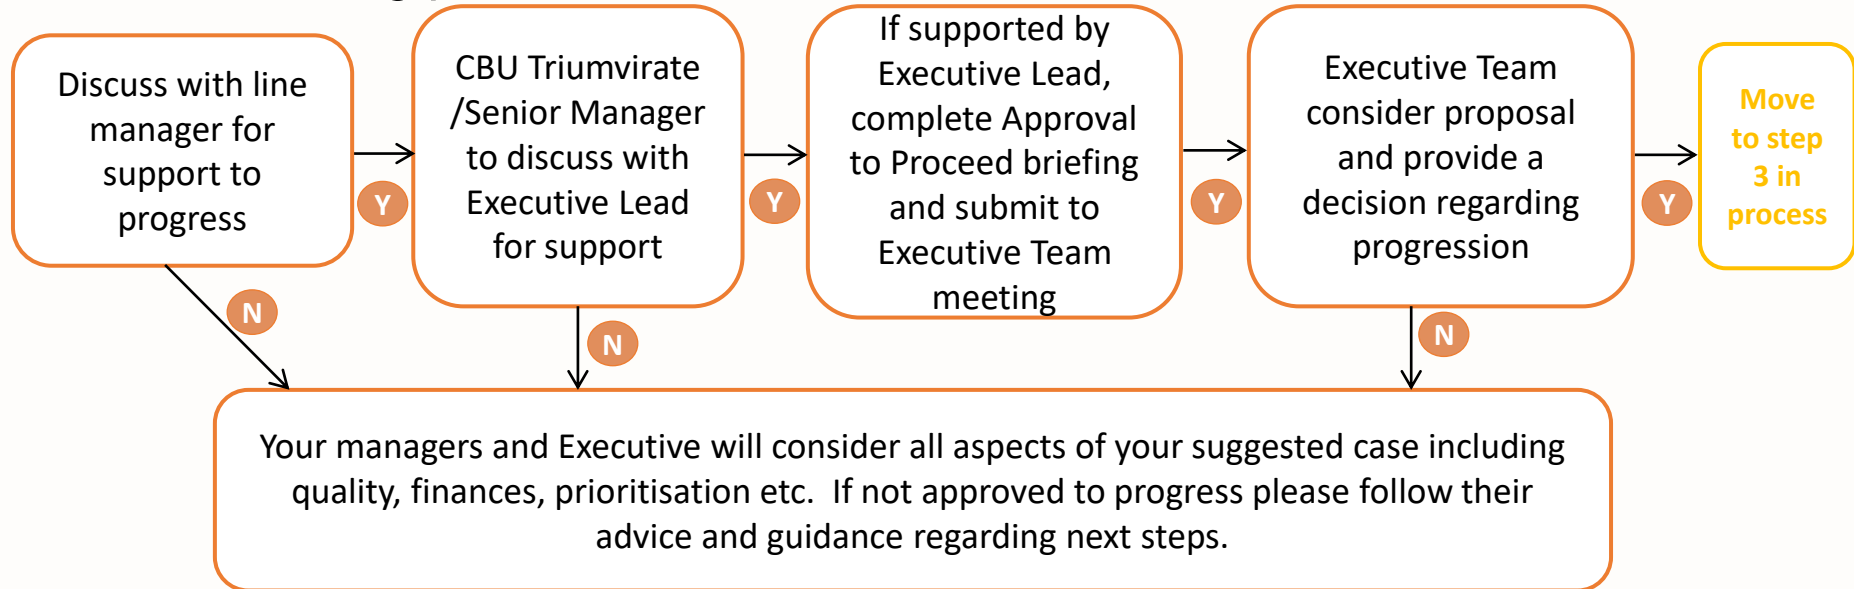 Discuss with line
manager for
support to
progress
Y
N
CBU Triumvirate
/Senior Manager
to discuss with
Executive Lead
for support
Y
N
If supported by
Executive Lead,
complete Approval
to Proceed briefing
and submit to
Executive Team
meeting
Y
Executive Team
consider proposal
and provide a
decision regarding
progression
Y
N
Move
to step
3 in
process
Your managers and Executive will consider all aspects of your suggested case including
quality, finances, prioritisation etc.  If not approved to progress please follow their
advice and guidance regarding next steps.